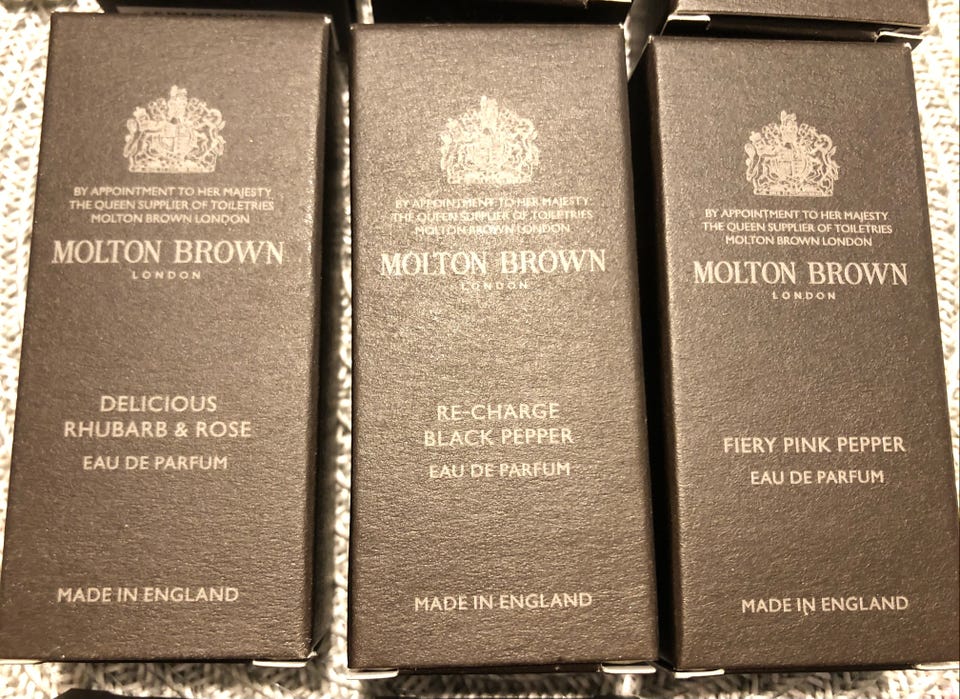 BY APPOINTMENT TO HER MAJESTY
THE QUEEN SUPPLIER OF TOILETRIES
MOLTON BROWN LONDON
MOLTON BROWN
LONDON
DELICIOUS
RHUBARB & ROSE
EAU DE PARFUM
MADE IN ENGLAND
BY APPOINTMENT TO HER MAJESTY
THE QUEEN SUPPLIER OF TOILETRIES
MOLTON BROWN LONDON
MOLTON BROWN
LONDON
RE-CHARGE
BLACK PEPPER
EAU DE PARFUM
MADE IN ENGLAND
BY APPOINTMENT TO HER MAJESTY
THE QUEEN SUPPLIER OF TOILETRIES
MOLTON BROWN LONDON
MOLTON BROWN
LONDON
FIERY PINK PEPPER
EAU DE PARFUM
MADE IN ENGLAND